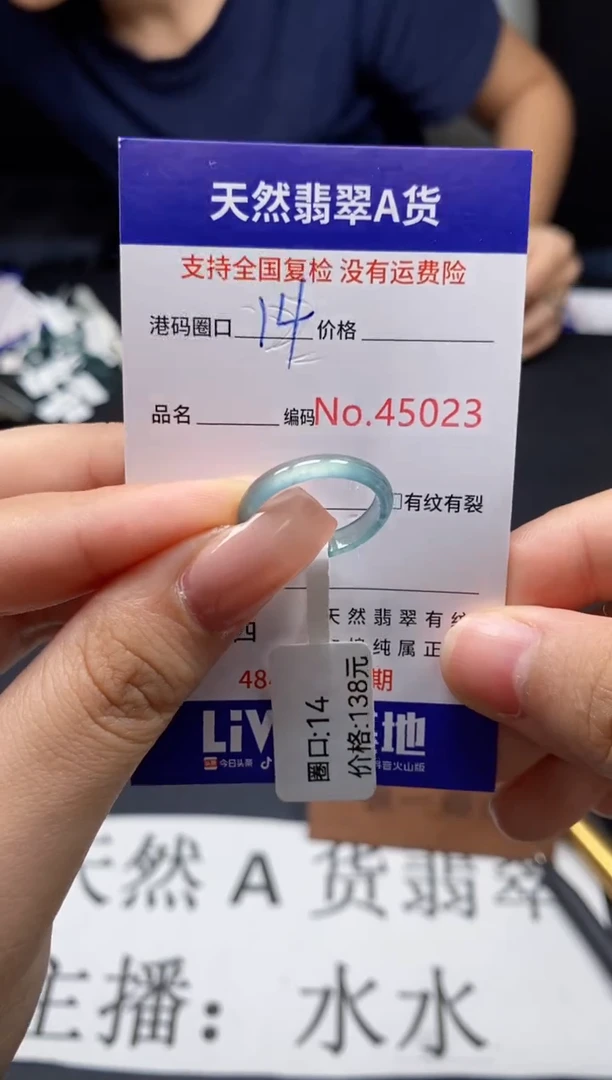 天然翡翠A货
支持全国复检 没有运费险
港码圈口 14 价格
品名 编码No.45023
□有纹有裂
天然翡翠有纹
纯属正
48 期
LiV 地
今日头条 抖音火山版
圈口:14
价格:138元
天然A货翡翠
主播：水水